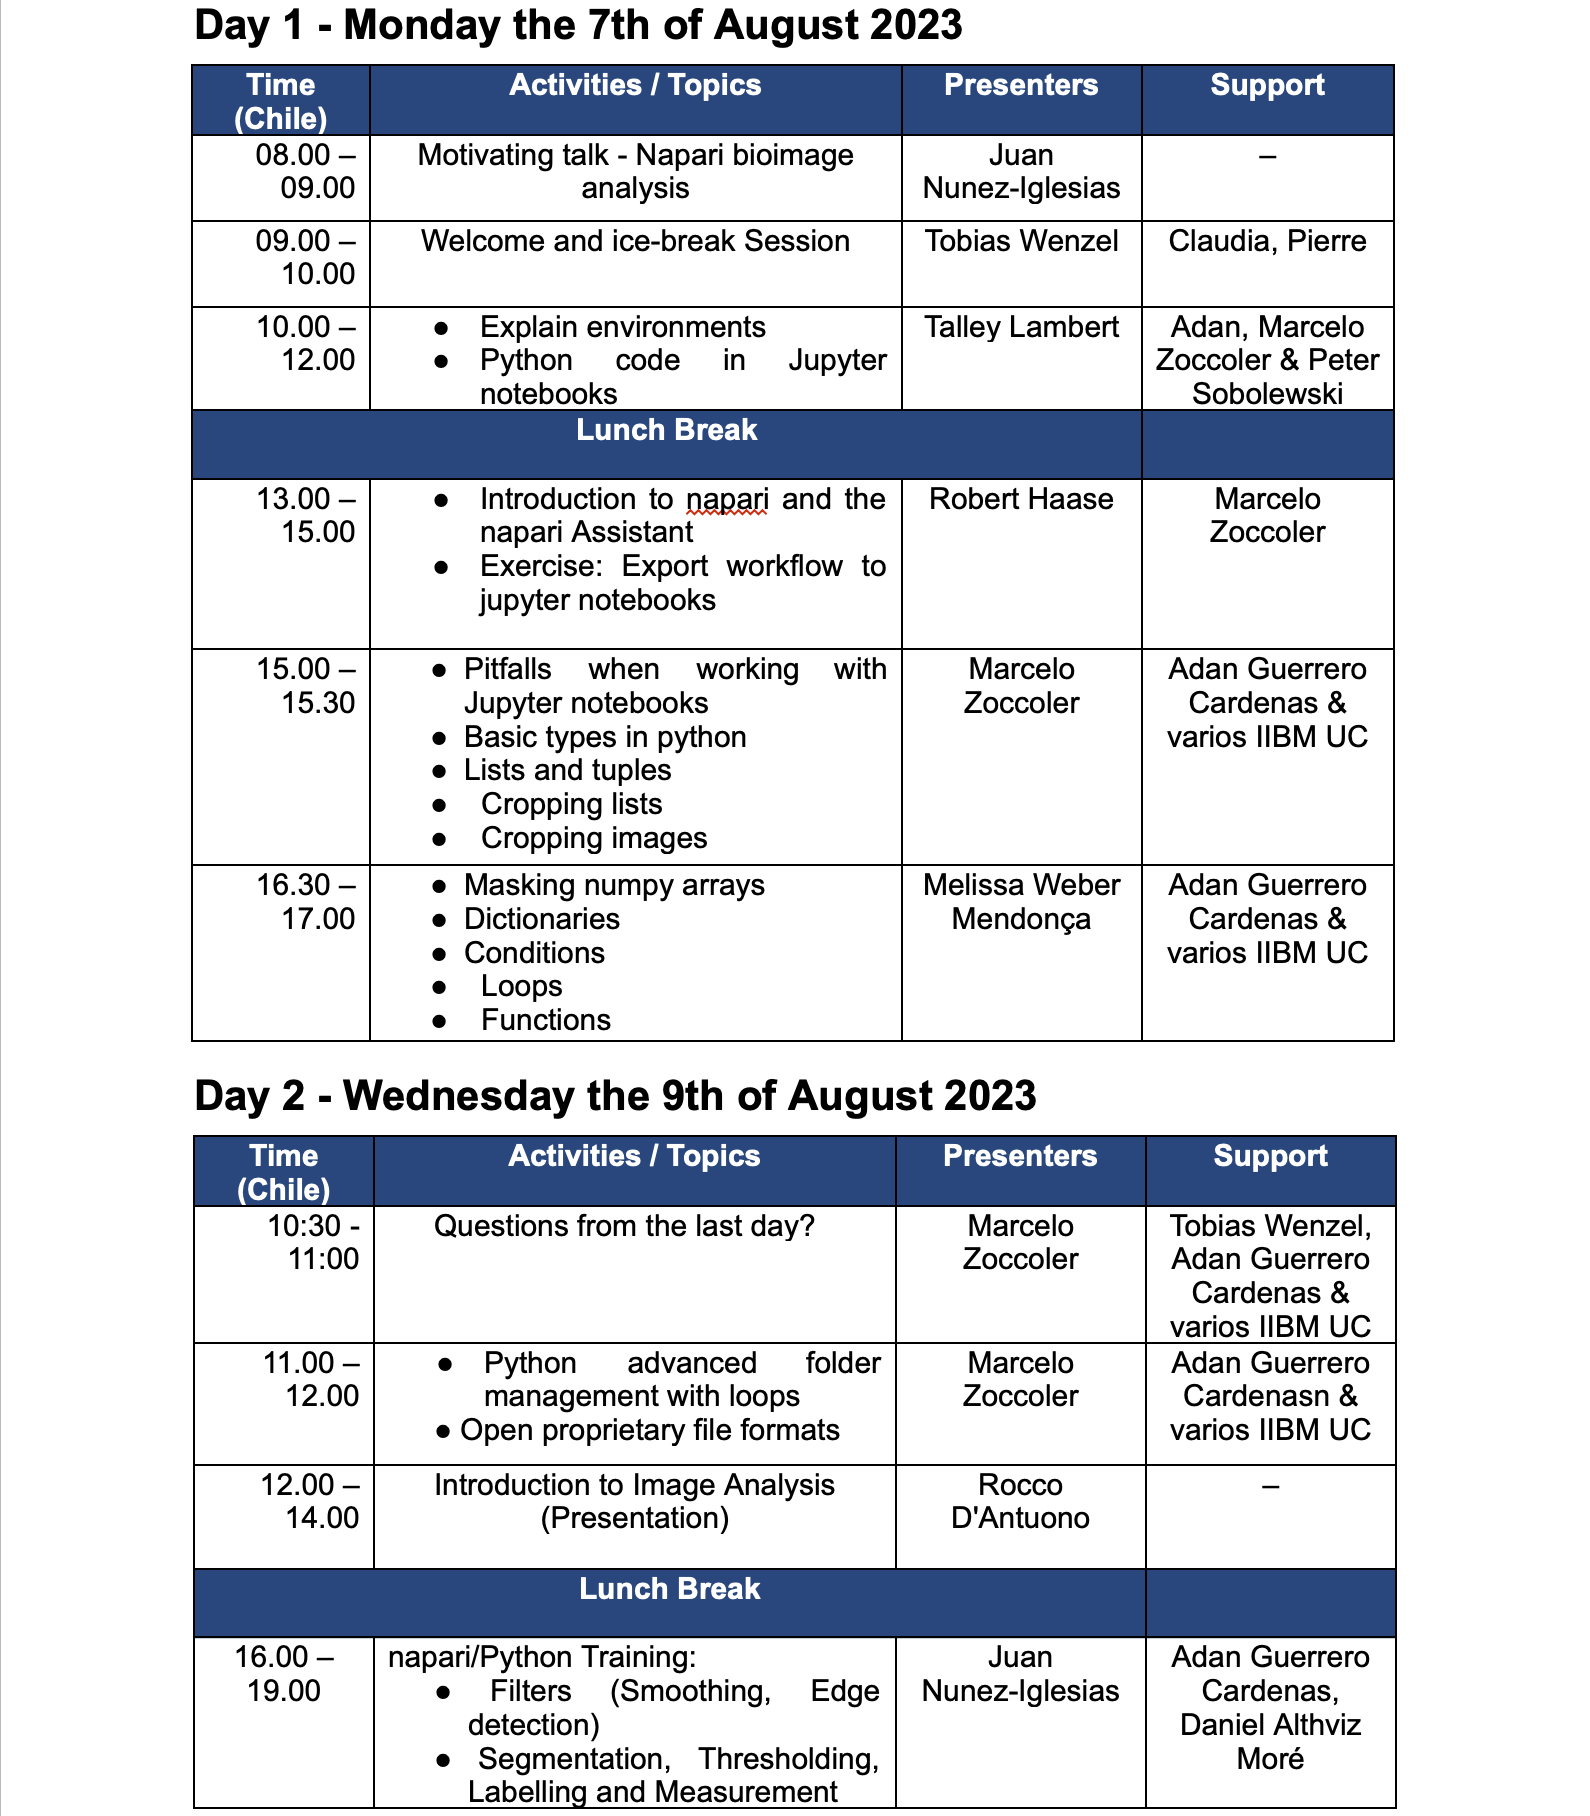 Day 1 - Monday the 7th of August 2023
Time (Chile) Activities / Topics Presenters Support
08.00 – 09.00
Motivating talk - Napari bioimage
analysis
Juan
Nunez-Iglesias
–
09.00 –
10.00
Welcome and ice-break Session
Tobias Wenzel
Claudia, Pierre
10.00 –
12.00
● Explain environments
● Python code in Jupyter
notebooks
Talley Lambert
Adan, Marcelo
Zoccoler & Peter
Sobolewski
Lunch Break
13.00 –
15.00
● Introduction to napari and the
napari Assistant
● Exercise: Export workflow to
jupyter notebooks
Robert Haase
Marcelo
Zoccoler
15.00 –
15.30
● Pitfalls when working with
Jupyter notebooks
● Basic types in python
● Lists and tuples
● Cropping lists
● Cropping images
Marcelo
Zoccoler
Adan Guerrero
Cardenas &
varios IIBM UC
16.30 –
17.00
● Masking numpy arrays
● Dictionaries
● Conditions
● Loops
● Functions
Melissa Weber
Mendonça
Adan Guerrero
Cardenas &
varios IIBM UC
Day 2 - Wednesday the 9th of August 2023
Time
(Chile)
Activities / Topics
Presenters
Support
10:30 -
11:00
Questions from the last day?
Marcelo
Zoccoler
Tobias Wenzel,
Adan Guerrero
Cardenas &
varios IIBM UC
11.00 –
12.00
● Python advanced folder
management with loops
● Open proprietary file formats
Marcelo
Zoccoler
Adan Guerrero
Cardenasn &
varios IIBM UC
12.00 –
14.00
Introduction to Image Analysis
(Presentation)
Rocco
D'Antuono
–
Lunch Break
16.00 –
19.00
napari/Python Training:
● Filters (Smoothing, Edge
detection)
● Segmentation, Thresholding,
Labelling and Measurement
Juan
Nunez-Iglesias
Adan Guerrero
Cardenas,
Daniel Althviz
Moré